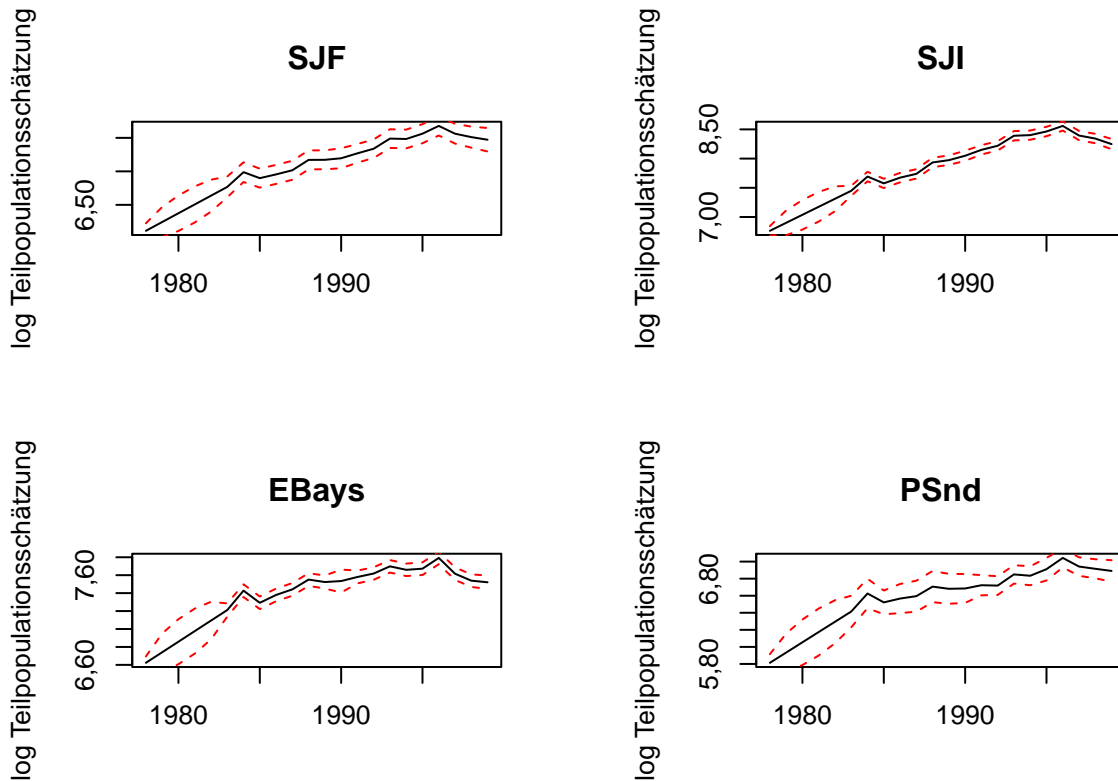 SJF
log Teilpopulationsschätzung
6,50
1980
1990
SJI
log Teilpopulationsschätzung
8,50
7,00
1980
1990
EBays
log Teilpopulationsschätzung
7,60
6,60
1980
1990
PSnd
log Teilpopulationsschätzung
6,80
5,80
1980
1990